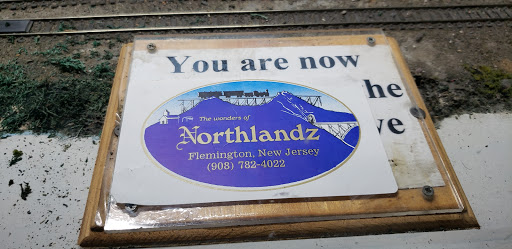 You are now
he
ve
The wonders of
Northlandz
Flemington, New Jersey
(908) 782-4022